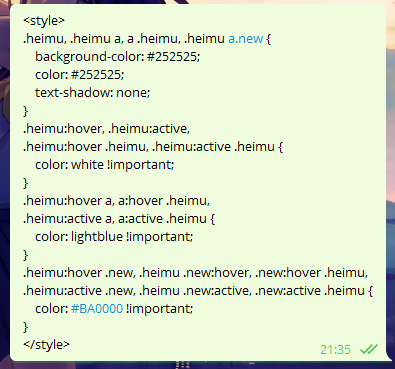 <style>
.heimu, .heimu a, a .heimu, .heimu a.new {
    background-color: #252525;
    color: #252525;
    text-shadow: none;
}
.heimu:hover, .heimu:active,
.heimu:hover .heimu, .heimu:active .heimu {
    color: white !important;
}
.heimu:hover a, a:hover .heimu,
.heimu:active a, a:active .heimu {
    color: lightblue !important;
}
.heimu:hover .new, .heimu .new:hover, .new:hover .heimu,
.heimu:active .new, .heimu .new:active, .new:active .heimu {
    color: #BA0000 !important;
}
</style>
21:35